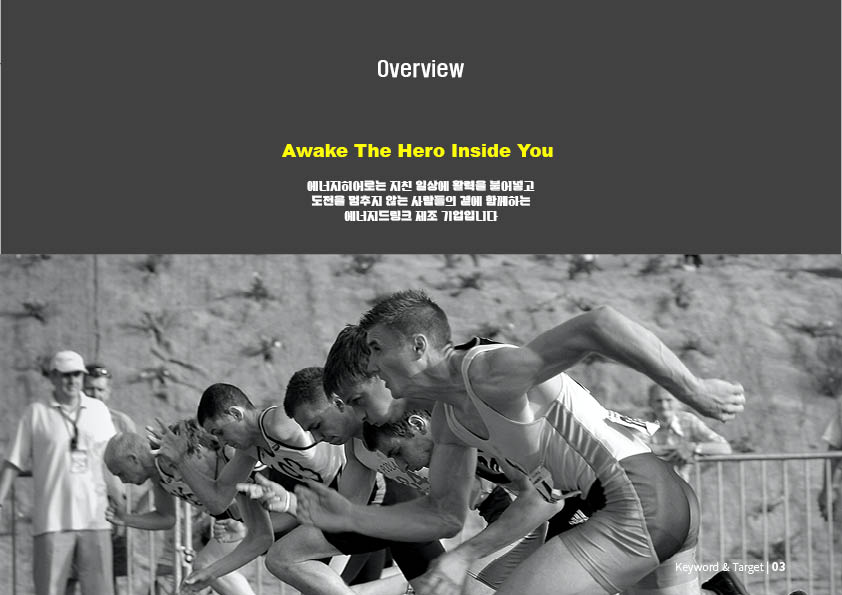 Overview
Awake The Hero Inside You
에너지히어로는 지친 일상에 활력을 불어넣고
도전을 멈추지 않는 사람들의 곁에 함께하는
에너지드링크 제조 기업입니다
Keyword & Target | 03